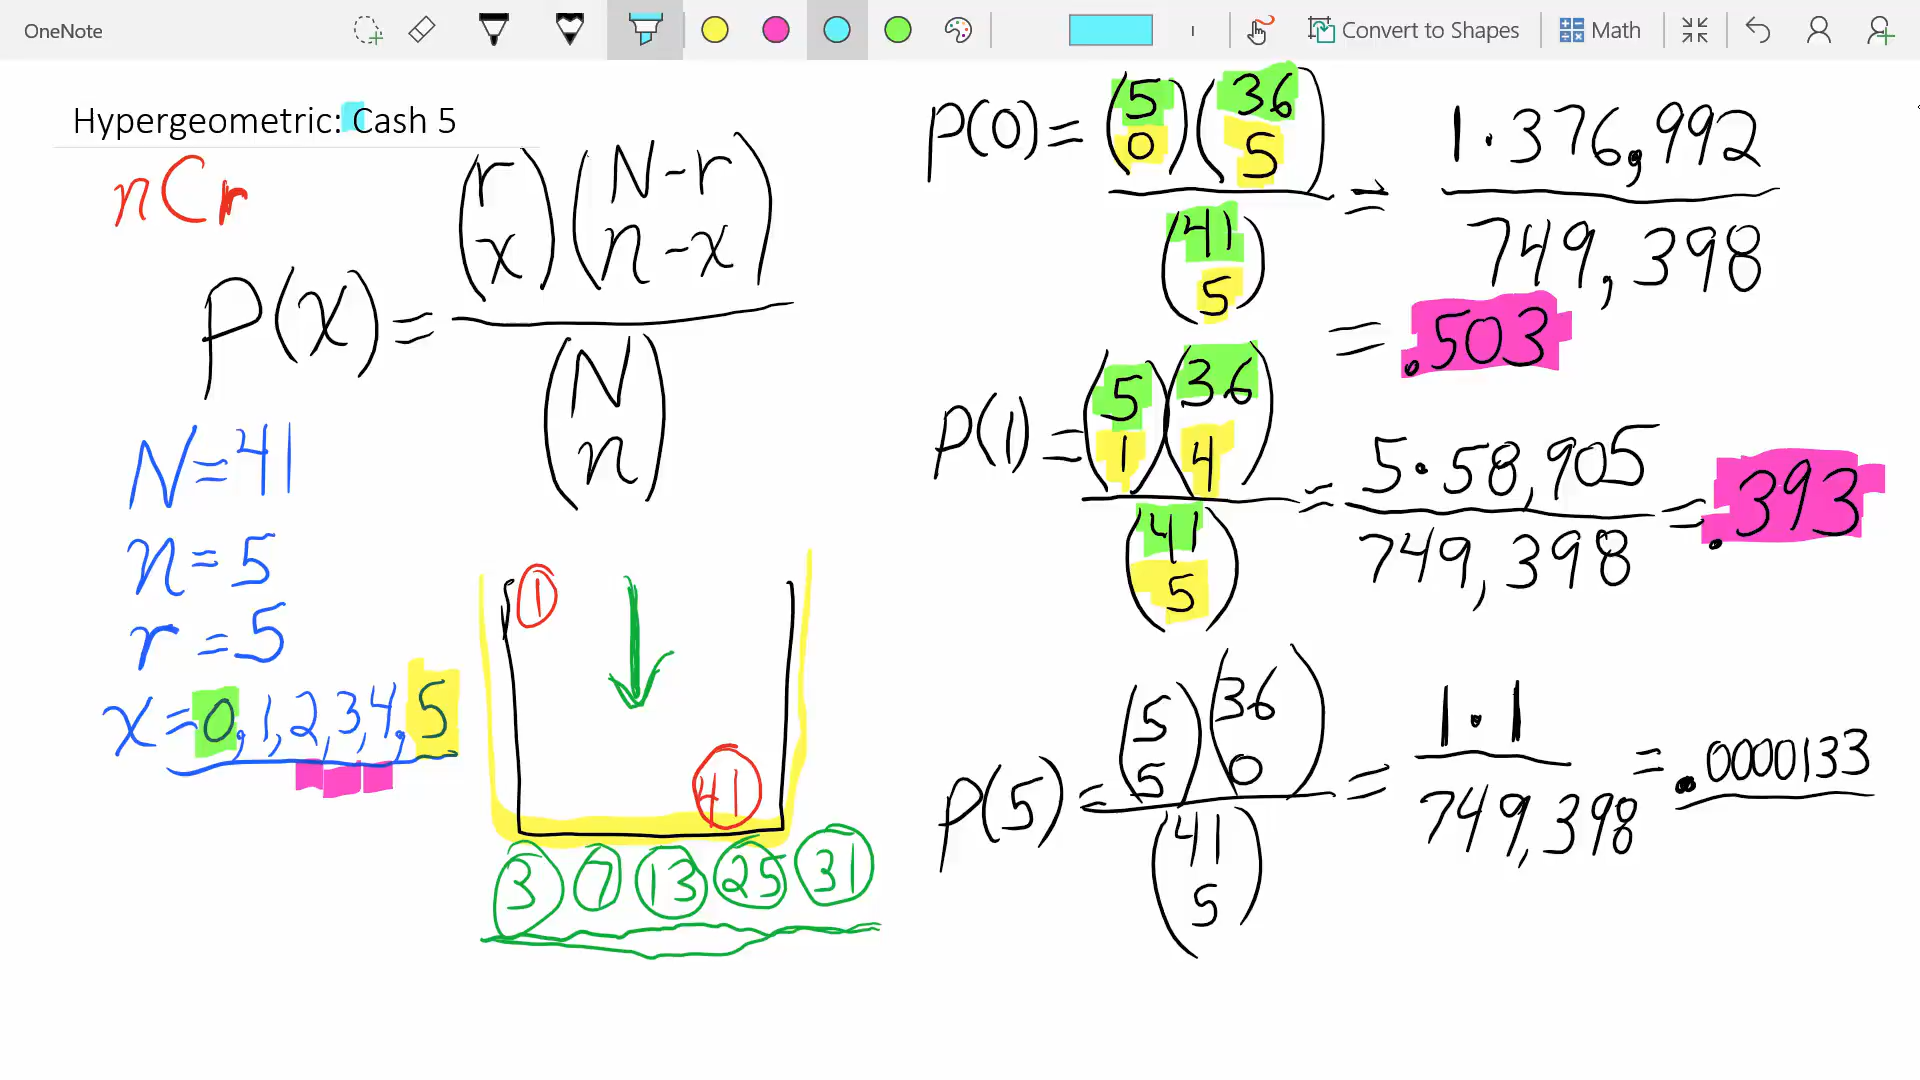 OneNote
Convert to Shapes
Math
Hypergeometric: Cash 5
nCr
P(x) = (r x)(N-r n-x) / (N n)
N=41
n=5
r=5
x=0,1,2,3,4,5
1
41
3 7 13 25 31
P(0)= (5 0)(36 5) / (41 5) = 1·376,992 / 749,398
= .503
P(1)= (5 1)(36 4) / (41 5) = 5·58,905 / 749,398 = .393
P(5)= (5 5)(36 0) / (41 5) = 1·1 / 749,398 = .0000133